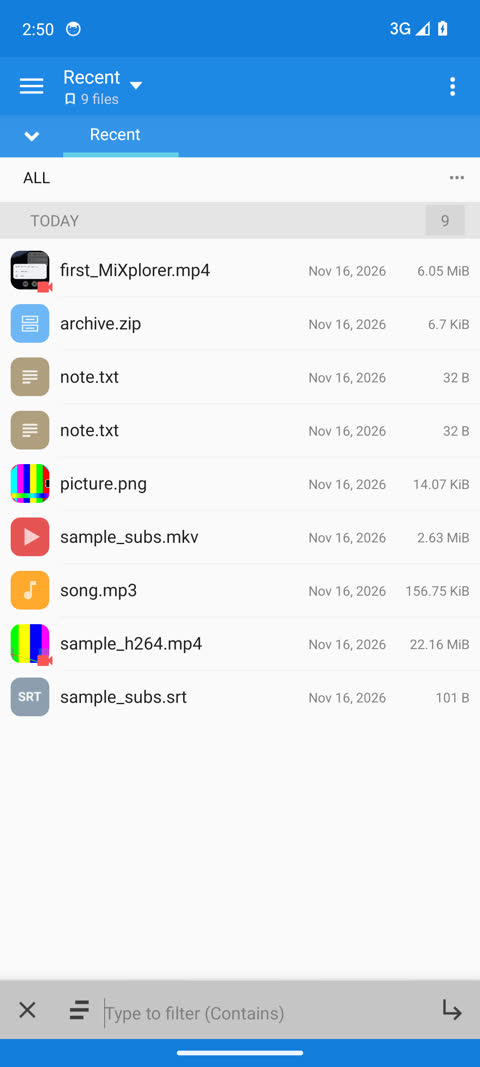 2:50
3G
Recent
9 files
Recent
ALL
TODAY
9
first_MiXplorer.mp4 Nov 16, 2026 6.05 MiB
archive.zip Nov 16, 2026 6.7 KiB
note.txt Nov 16, 2026 32 B
note.txt Nov 16, 2026 32 B
picture.png Nov 16, 2026 14.07 KiB
sample_subs.mkv Nov 16, 2026 2.63 MiB
song.mp3 Nov 16, 2026 156.75 KiB
sample_h264.mp4 Nov 16, 2026 22.16 MiB
SRT sample_subs.srt Nov 16, 2026 101 B
Type to filter (Contains)